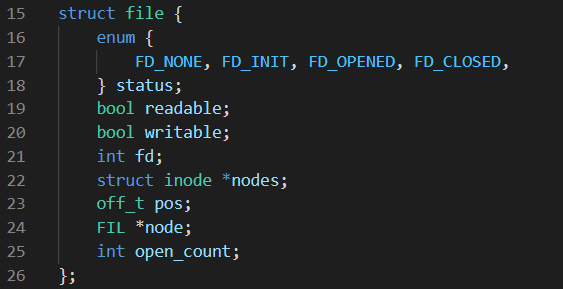 15 struct file {
16     enum {
17         FD_NONE, FD_INIT, FD_OPENED, FD_CLOSED,
18     } status;
19     bool readable;
20     bool writable;
21     int fd;
22     struct inode *nodes;
23     off_t pos;
24     FIL *node;
25     int open_count;
26 };